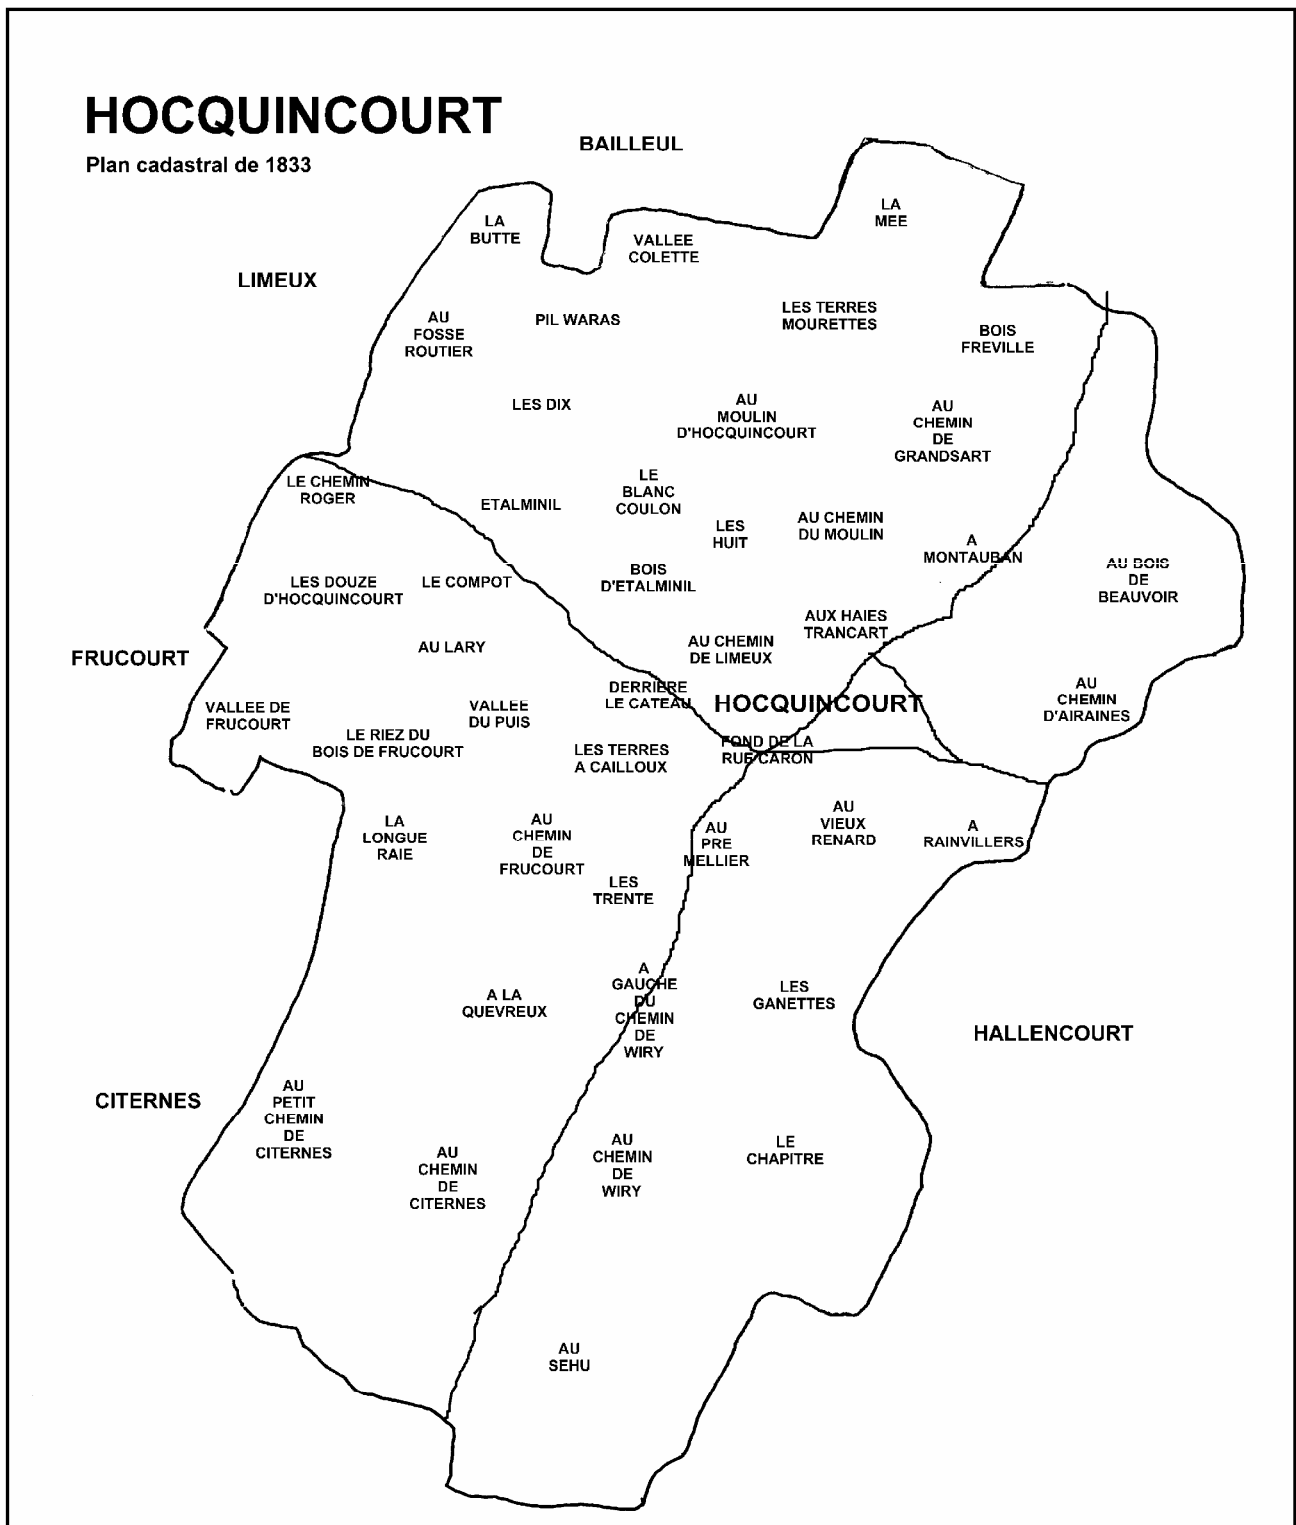 HOCQUINCOURT
Plan cadastral de 1833
BAILLEUL
LA
MEE
LA
BUTTE
VALLEE
COLETTE
LIMEUX
AU
FOSSE
ROUTIER
PIL WARAS
LES TERRES
MOURETTES
BOIS
FREVILLE
LES DIX
AU
MOULIN
D'HOCQUINCOURT
AU
CHEMIN
DE
GRANDSART
LE CHEMIN
ROGER
ETALMINIL
LE
BLANC
COULON
LES
HUIT
AU CHEMIN
DU MOULIN
A
MONTAUBAN
AU BOIS
DE
BEAUVOIR
LES DOUZE
D'HOCQUINCOURT
LE COMPOT
BOIS
D'ETALMINIL
AUX HAIES
TRANCART
AU LARY
AU CHEMIN
DE LIMEUX
FRUCOURT
DERRIERE
LE CATEAU
HOCQUINCOURT
AU
CHEMIN
D'AIRAINES
VALLEE DE
FRUCOURT
VALLEE
DU PUIS
LE RIEZ DU
BOIS DE FRUCOURT
LES TERRES
A CAILLOUX
FOND DE LA
RUE CARON
LA
LONGUE
RAIE
AU
CHEMIN
DE
FRUCOURT
AU
PRE
MELLIER
AU
VIEUX
RENARD
A
RAINVILLERS
LES
TRENTE
A LA
QUEVREUX
A
GAUCHE
DU
CHEMIN
DE
WIRY
LES
GANETTES
HALLENCOURT
CITERNES
AU
PETIT
CHEMIN
DE
CITERNES
AU
CHEMIN
DE
CITERNES
AU
CHEMIN
DE
WIRY
LE
CHAPITRE
AU
SEHU